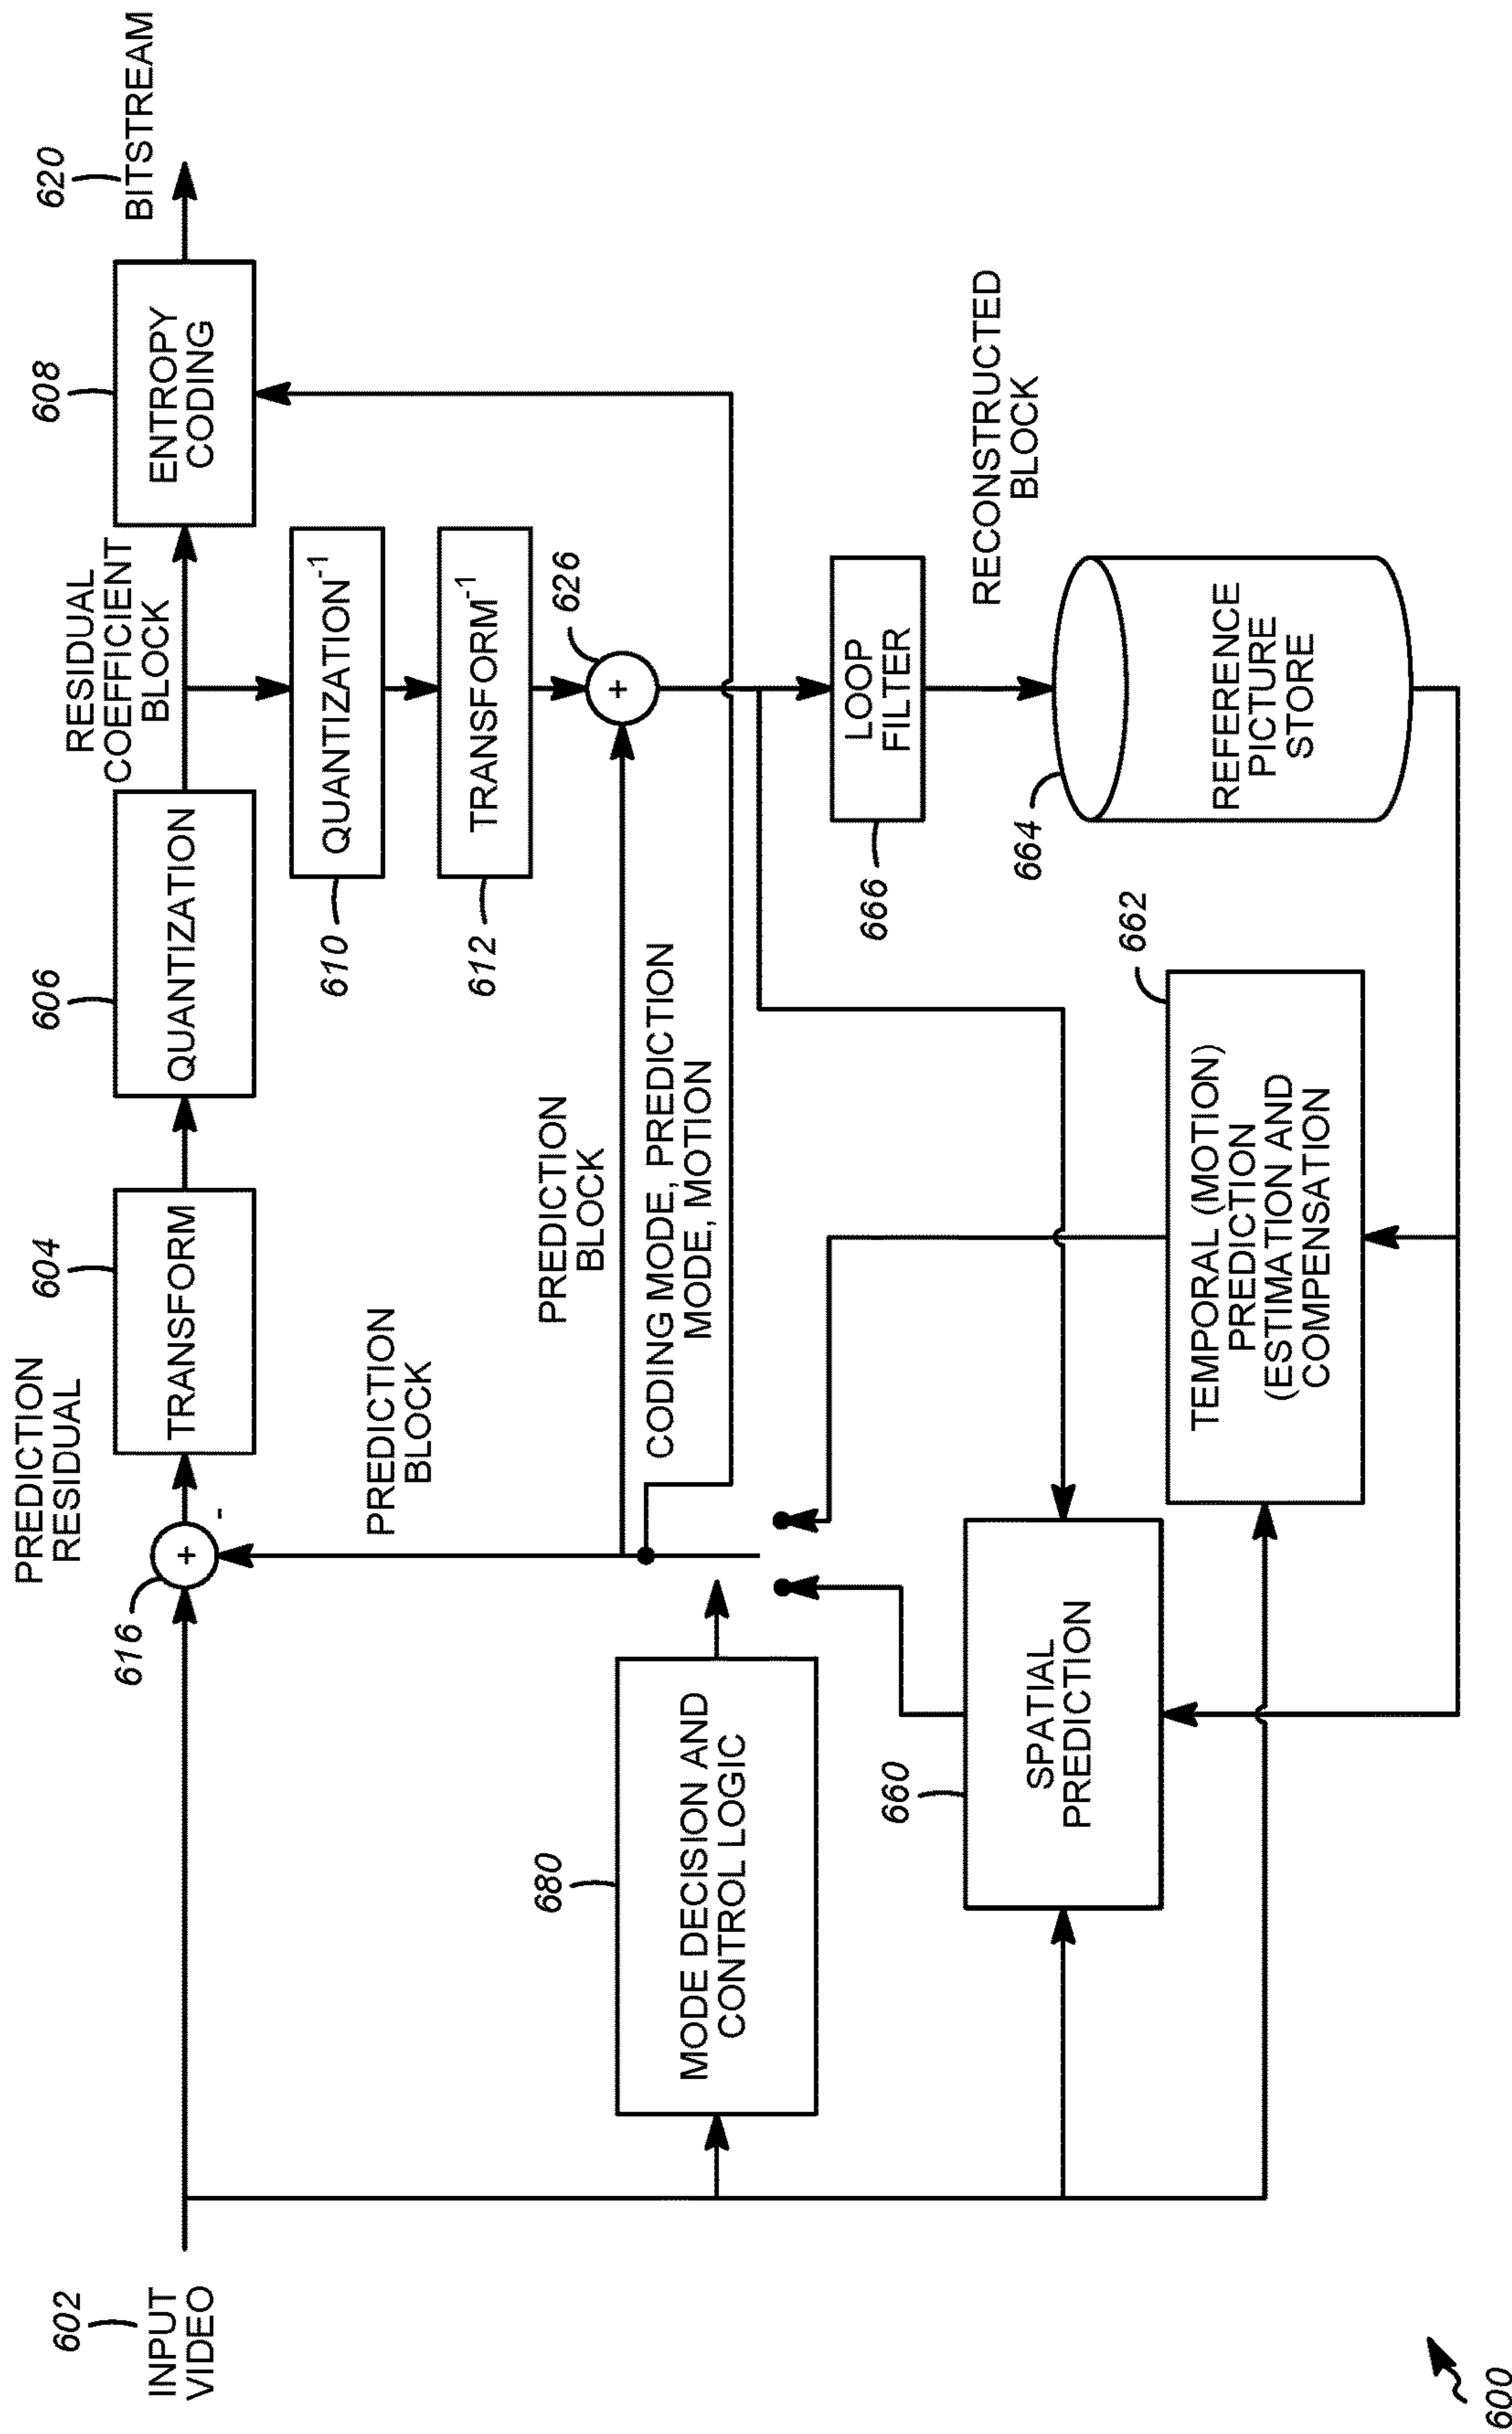 602
INPUT
VIDEO
616
PREDICTION
RESIDUAL
+
-
604
TRANSFORM
606
QUANTIZATION
RESIDUAL
COEFFICIENT
BLOCK
608
ENTROPY
CODING
620
BITSTREAM
PREDICTION
BLOCK
610
QUANTIZATION-1
612
TRANSFORM-1
PREDICTION
BLOCK
626
+
CODING MODE, PREDICTION
MODE, MOTION
680
MODE DECISION AND
CONTROL LOGIC
660
SPATIAL
PREDICTION
666
LOOP
FILTER
RECONSTRUCTED
BLOCK
662
TEMPORAL (MOTION)
PREDICTION
(ESTIMATION AND
COMPENSATION
664
REFERENCE
PICTURE
STORE
600